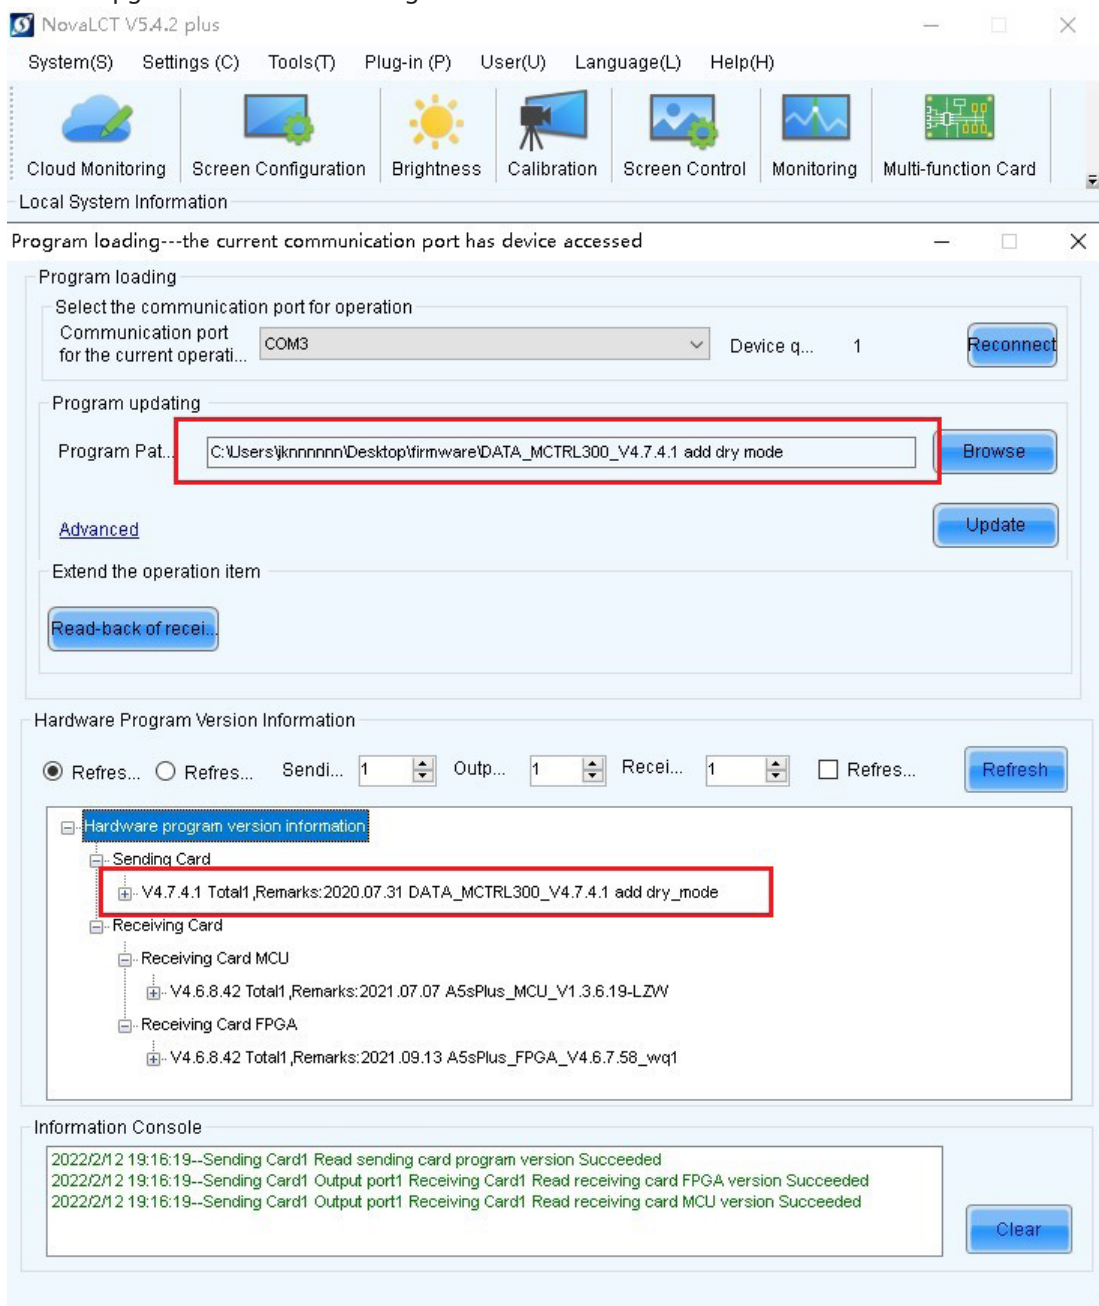 NovaLCT V5.4.2 plus
System(S) Settings (C) Tools(T) Plug-in (P) User(U) Language(L) Help(H)
Cloud Monitoring Screen Configuration Brightness Calibration Screen Control Monitoring Multi-function Card
Local System Information
Program loading---the current communication port has device accessed
Program loading
Select the communication port for operation
Communication port
for the current operati... COM3 Device q... 1 Reconnect
Program updating
Program Pat... C:\Users\jknnnnnn\Desktop\firmware\DATA_MCTRL300_V4.7.4.1 add dry mode Browse
Advanced Update
Extend the operation item
Read-back of recei...
Hardware Program Version Information
Refres... Refres... Sendi... 1 Outp... 1 Recei... 1 Refres... Refresh
Hardware program version information
Sending Card
V4.7.4.1 Total1 ,Remarks:2020.07.31 DATA_MCTRL300_V4.7.4.1 add dry_mode
Receiving Card
Receiving Card MCU
V4.6.8.42 Total1 ,Remarks:2021.07.07 A5sPlus_MCU_V1.3.6.19-LZW
Receiving Card FPGA
V4.6.8.42 Total1 ,Remarks:2021.09.13 A5sPlus_FPGA_V4.6.7.58_wq1
Information Console
2022/2/12 19:16:19--Sending Card1 Read sending card program version Succeeded
2022/2/12 19:16:19--Sending Card1 Output port1 Receiving Card1 Read receiving card FPGA version Succeeded
2022/2/12 19:16:19--Sending Card1 Output port1 Receiving Card1 Read receiving card MCU version Succeeded
Clear